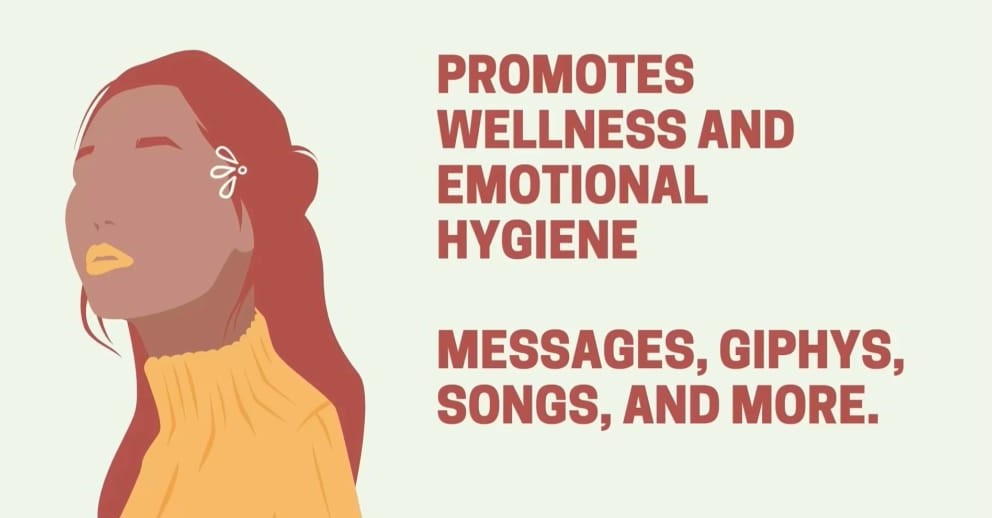 PROMOTES
WELLNESS AND
EMOTIONAL
HYGIENE
MESSAGES, GIPHYS,
SONGS, AND MORE.